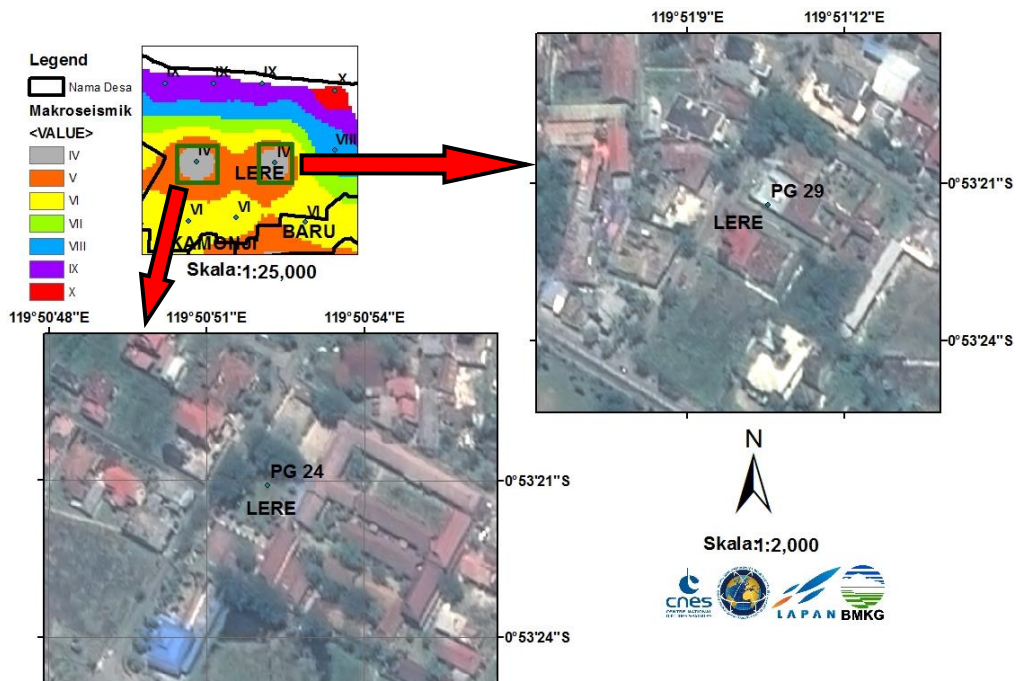 Legend
Nama Desa
Makroseismik
<VALUE>
IV
V
VI
VII
VIII
IX
X
IX IX IX X
VIII
IV IV
LERE
VI VI VI
KAMONJI BARU
Skala:1:25,000
119°51'9"E 119°51'12"E
PG 29
LERE
0°53'21"S
0°53'24"S
119°50'48"E 119°50'51"E 119°50'54"E
PG 24
LERE
0°53'21"S
0°53'24"S
N
Skala:1:2,000
cnes
LAPAN
BMKG